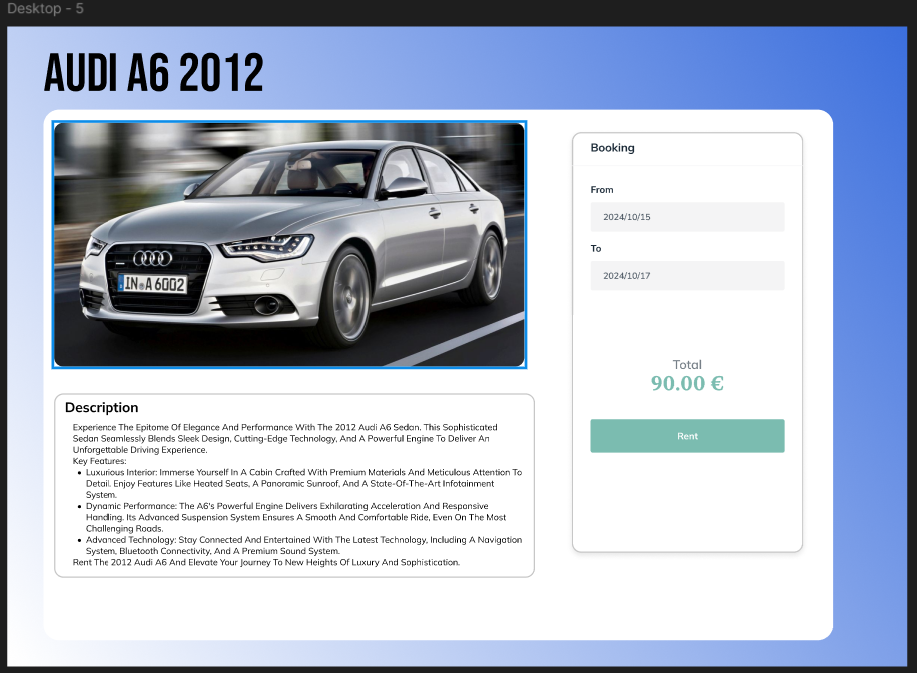 Desktop - 5
AUDI A6 2012
IN A 6002
Description
Experience The Epitome Of Elegance And Performance With The 2012 Audi A6 Sedan. This Sophisticated
Sedan Seamlessly Blends Sleek Design, Cutting-Edge Technology, And A Powerful Engine To Deliver An
Unforgettable Driving Experience.
Key Features:
• Luxurious Interior: Immerse Yourself In A Cabin Crafted With Premium Materials And Meticulous Attention To
Detail. Enjoy Features Like Heated Seats, A Panoramic Sunroof, And A State-Of-The-Art Infotainment
System.
• Dynamic Performance: The A6's Powerful Engine Delivers Exhilarating Acceleration And Responsive
Handling. Its Advanced Suspension System Ensures A Smooth And Comfortable Ride, Even On The Most
Challenging Roads.
• Advanced Technology: Stay Connected And Entertained With The Latest Technology, Including A Navigation
System, Bluetooth Connectivity, And A Premium Sound System.
Rent The 2012 Audi A6 And Elevate Your Journey To New Heights Of Luxury And Sophistication.
Booking
From
2024/10/15
To
2024/10/17
Total
90.00 €
Rent